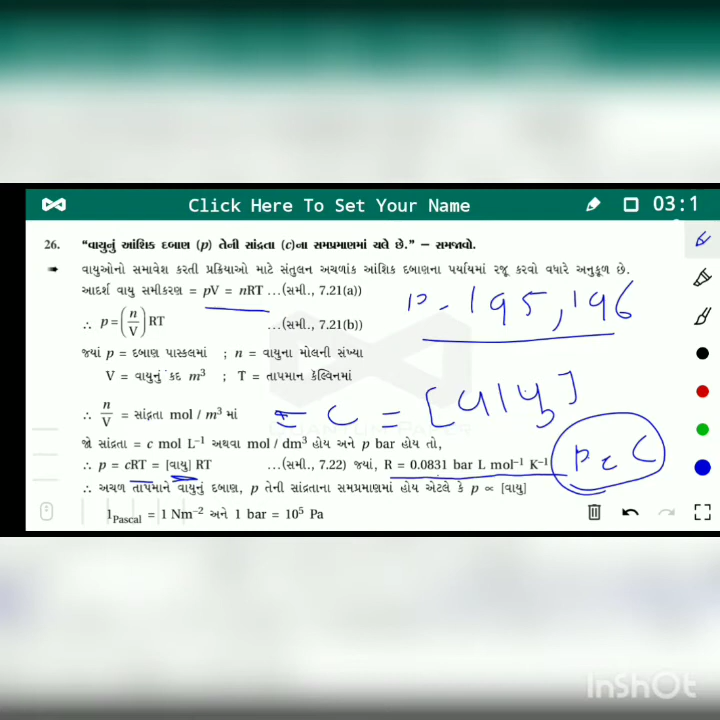 Click Here To Set Your Name 03:1
26. "વાયુનું આંશિક દબાણ (p) તેની સાંદ્રતા (c)ના સમપ્રમાણમાં ચલે છે." – સમજાવો.
➡ વાયુઓનો સમાવેશ કરતી પ્રક્રિયાઓ માટે સંતુલન અચળાંક આંશિક દબાણના પર્યાયમાં રજૂ કરવો વધારે અનુકૂળ છે.
આદર્શ વાયુ સમીકરણ = pV = nRT ...(સમી., 7.21(a))
p - 195, 196
∴ p = (n/V) RT ...(સમી., 7.21(b))
જ્યાં p = દબાણ પાસ્કલમાં ; n = વાયુના મોલની સંખ્યા
V = વાયુનું કદ m³ ; T = તાપમાન કેલ્વિનમાં
∴ n/V = સાંદ્રતા mol / m³ માં
= c = [વાયુ]
જો સાંદ્રતા = c mol L⁻¹ અથવા mol / dm³ હોય અને p bar હોય તો,
∴ p = cRT = [વાયુ] RT ...(સમી., 7.22) જ્યાં, R = 0.0831 bar L mol⁻¹ K⁻¹
∴ અચળ તાપમાને વાયુનું દબાણ, p તેની સાંદ્રતાના સમપ્રમાણમાં હોય એટલે કે p ∝ [વાયુ]
1 Pascal = 1 Nm⁻² અને 1 bar = 10⁵ Pa
InShOt